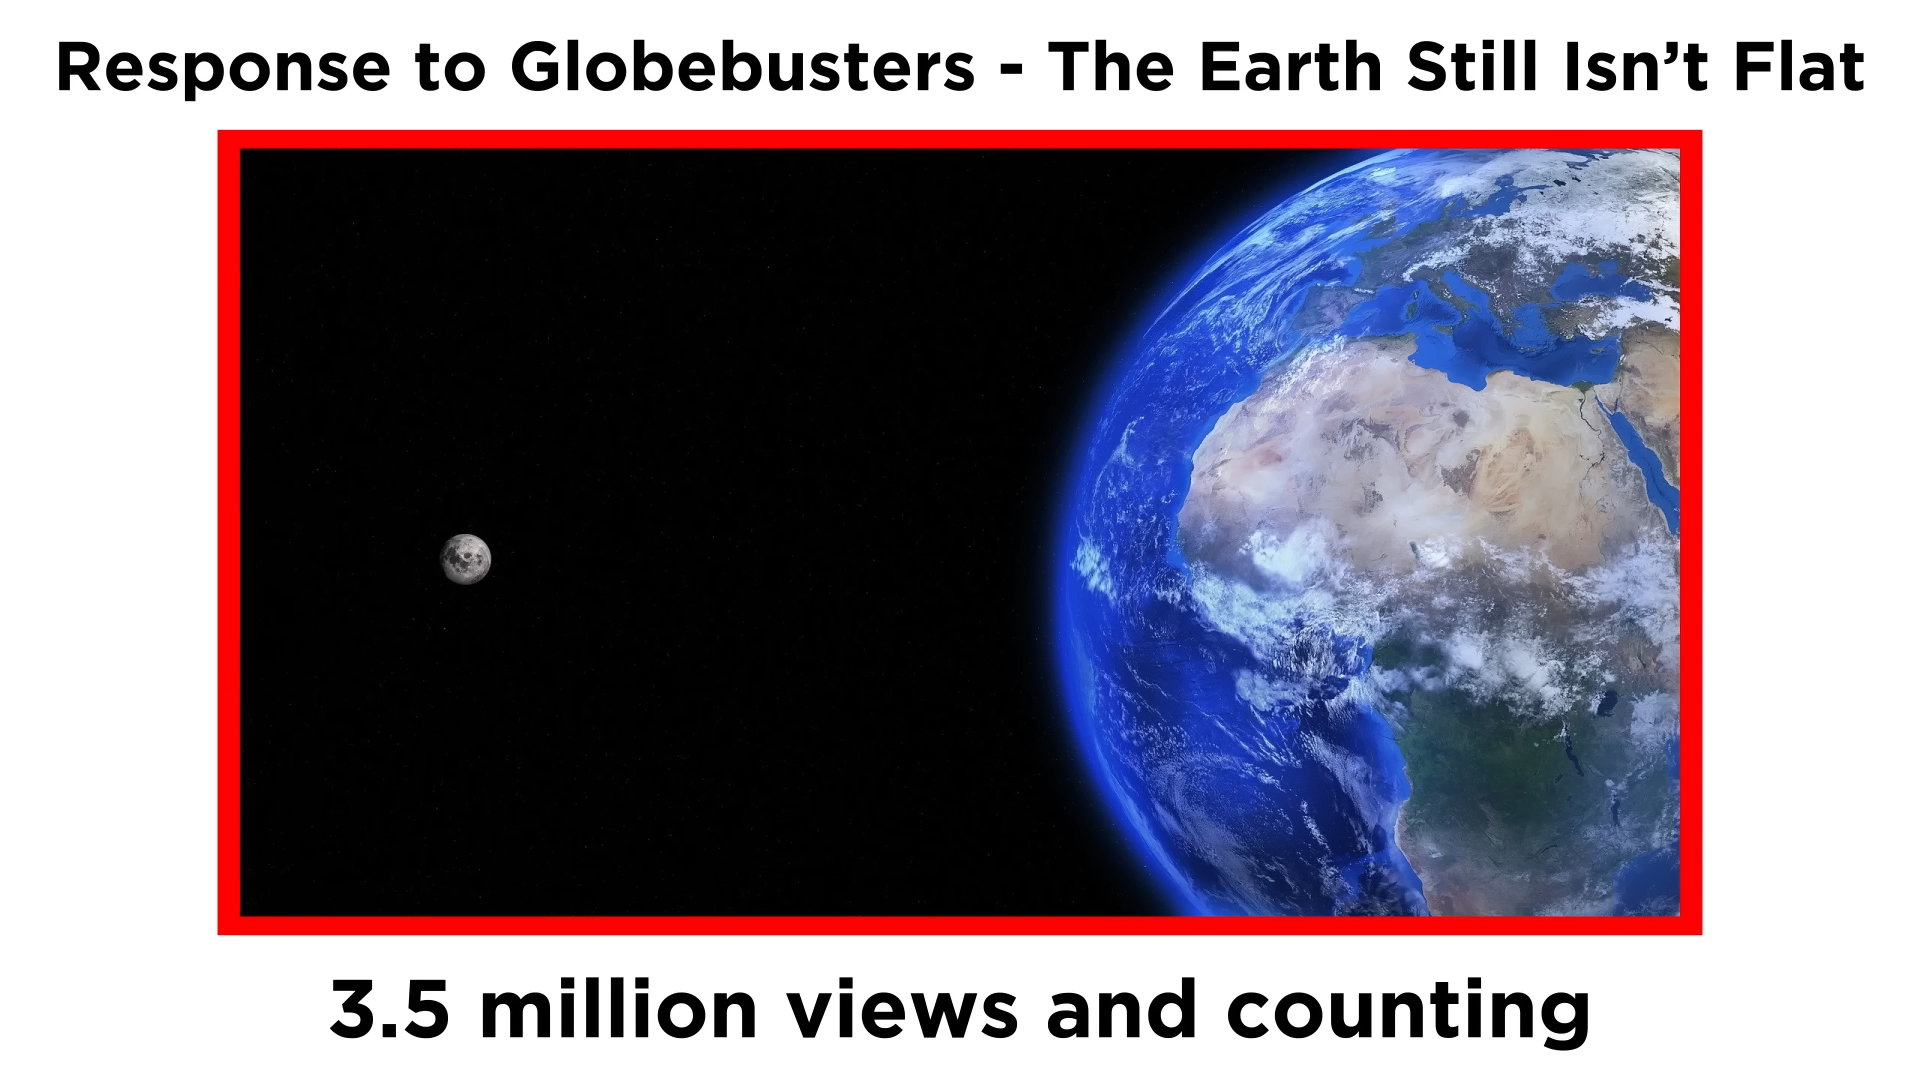 Response to Globebusters - The Earth Still Isn’t Flat
3.5 million views and counting